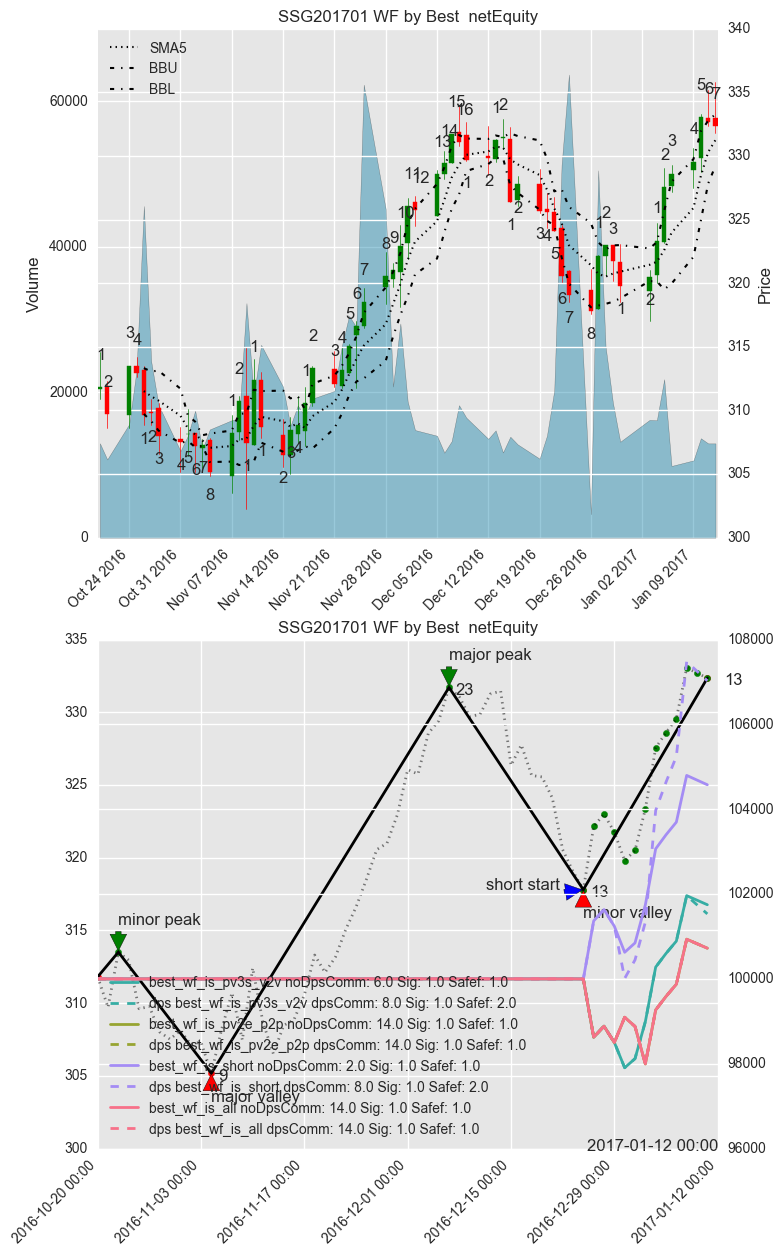 SSG201701 WF by Best  netEquity
SMA5
BBU
BBL
340
335
330
325
320
315
310
305
300
60000
40000
20000
0
Volume
Price
Oct 24 2016
Oct 31 2016
Nov 07 2016
Nov 14 2016
Nov 21 2016
Nov 28 2016
Dec 05 2016
Dec 12 2016
Dec 19 2016
Dec 26 2016
Jan 02 2017
Jan 09 2017
SSG201701 WF by Best  netEquity
335
330
325
320
315
310
305
300
108000
106000
104000
102000
100000
98000
96000
major peak
23
13
short start
13
minor valley
minor peak
9
major valley
best_wf_is_pv3s_v2v noDpsComm: 6.0 Sig: 1.0 Safef: 1.0
dps best_wf_is_pv3s_v2v dpsComm: 8.0 Sig: 1.0 Safef: 2.0
best_wf_is_pv2e_p2p noDpsComm: 14.0 Sig: 1.0 Safef: 1.0
dps best_wf_is_pv2e_p2p dpsComm: 14.0 Sig: 1.0 Safef: 1.0
best_wf_is_short noDpsComm: 2.0 Sig: 1.0 Safef: 1.0
dps best_wf_is_short dpsComm: 8.0 Sig: 1.0 Safef: 2.0
best_wf_is_all noDpsComm: 14.0 Sig: 1.0 Safef: 1.0
dps best_wf_is_all dpsComm: 14.0 Sig: 1.0 Safef: 1.0
2017-01-12 00:00
2016-10-20 00:00
2016-11-03 00:00
2016-11-17 00:00
2016-12-01 00:00
2016-12-15 00:00
2016-12-29 00:00
2017-01-12 00:00